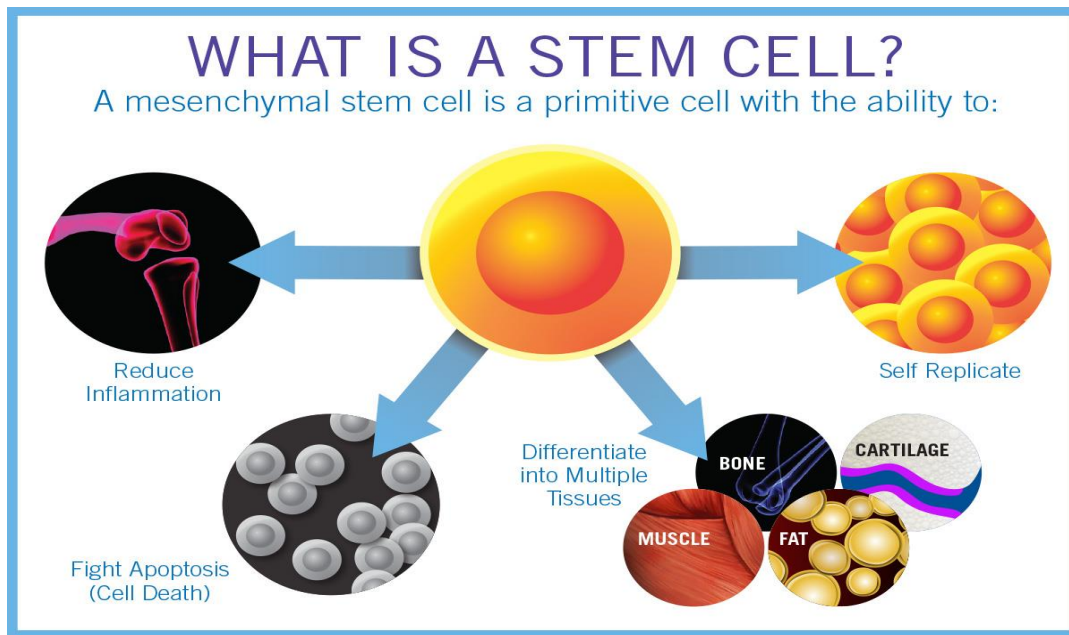 WHAT IS A STEM CELL?
A mesenchymal stem cell is a primitive cell with the ability to:
Reduce
Inflammation
Self Replicate
Fight Apoptosis
(Cell Death)
Differentiate
into Multiple
Tissues
BONE
CARTILAGE
MUSCLE
FAT